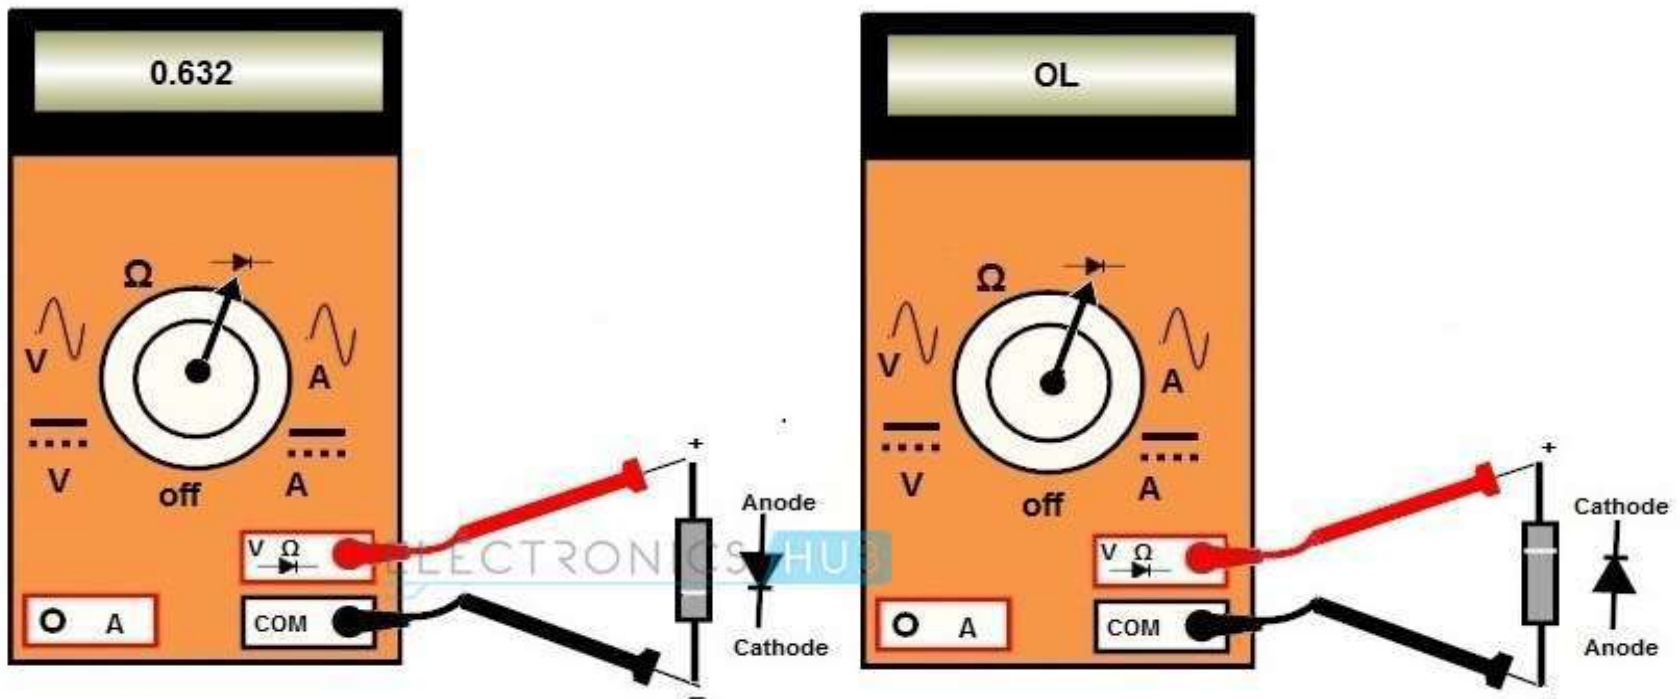 0.632
Ω
V
A
V
A
off
V Ω
A
COM
+
Anode
Cathode
-
ELECTRONICS HUB
OL
Ω
V
A
V
A
off
V Ω
A
COM
+
Cathode
Anode